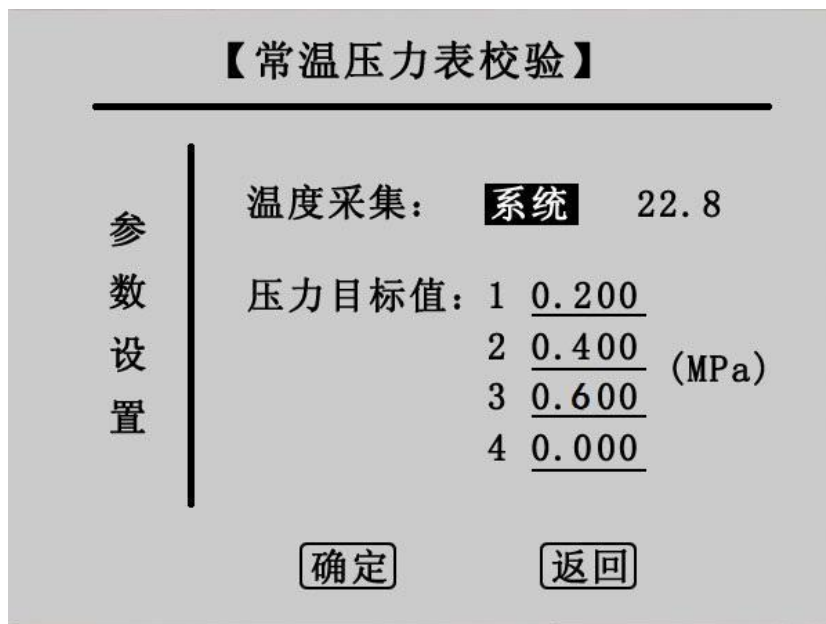 【常温压力表校验】
参数设置
温度采集: 系统 22.8
压力目标值: 1 0.200
2 0.400
(MPa)
3 0.600
4 0.000
确定 返回